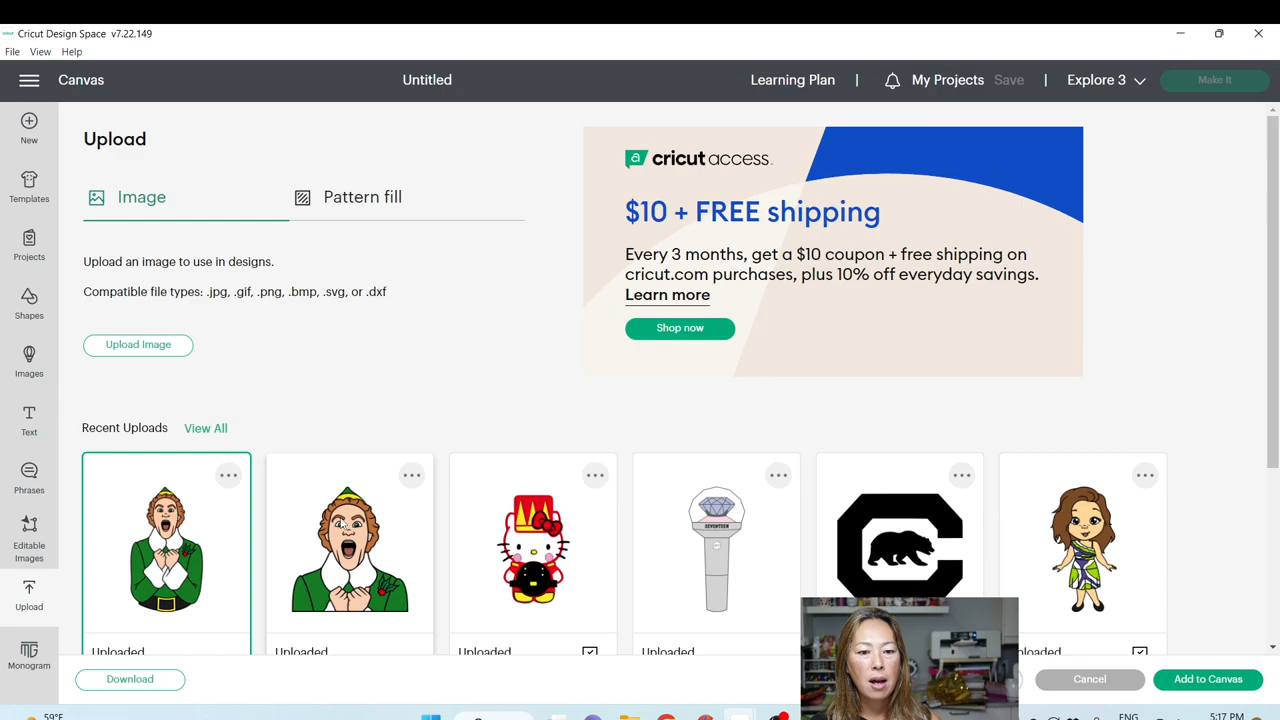 Cricut Design Space v7.22.149
File View Help
Canvas
Untitled
Learning Plan
My Projects Save
Explore 3
Make It
New
Templates
Projects
Shapes
Images
Text
Phrases
Editable
Images
Upload
Monogram
Upload
Image
Pattern fill
Upload an image to use in designs.
Compatible file types: .jpg, .gif, .png, .bmp, .svg, or .dxf
Upload Image
cricut access
$10 + FREE shipping
Every 3 months, get a $10 coupon + free shipping on
cricut.com purchases, plus 10% off everyday savings.
Learn more
Shop now
Recent Uploads View All
SEVENTEEN
C
Uploaded
Uploaded
Uploaded
Uploaded
Download
Cancel
Add to Canvas
59°F
ENG
5:17 PM